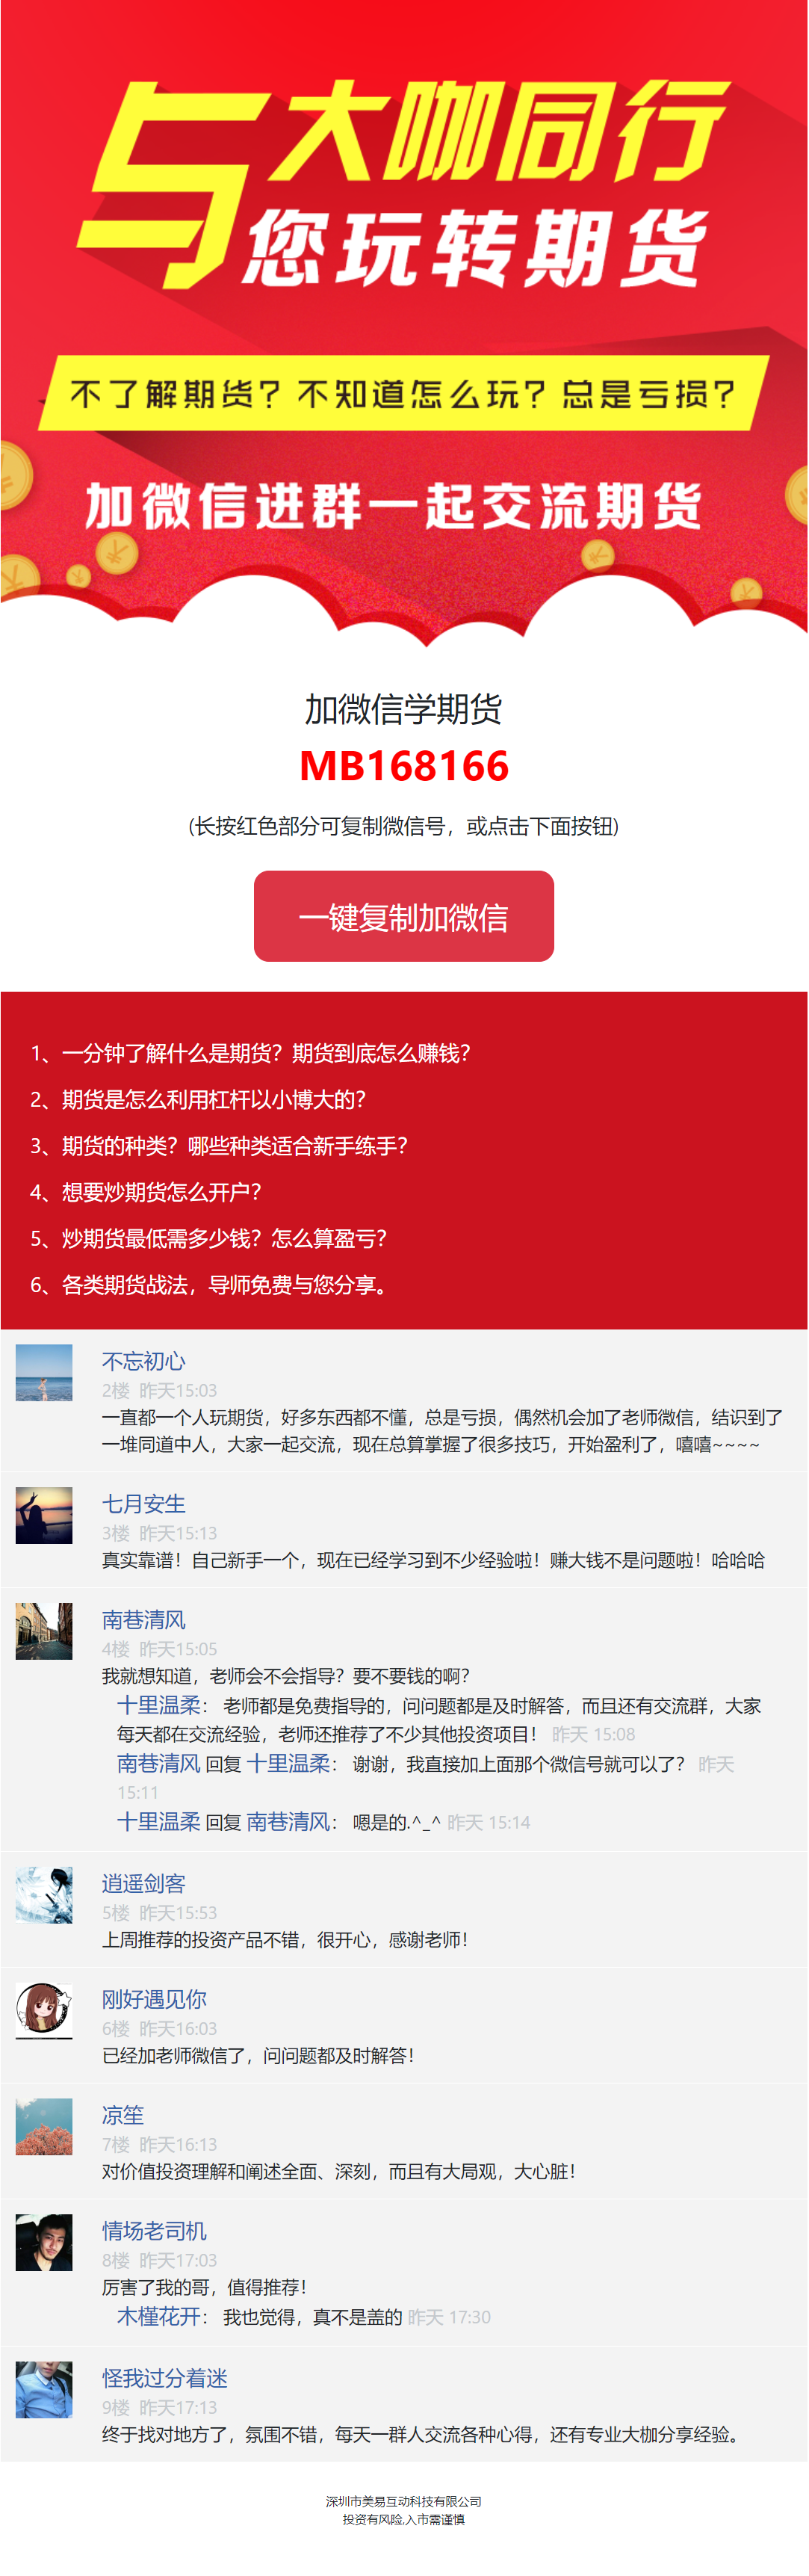 与大咖同行
您玩转期货
不了解期货？不知道怎么玩？总是亏损？
加微信进群一起交流期货
加微信学期货
MB168166
(长按红色部分可复制微信号，或点击下面按钮)
一键复制加微信
1、一分钟了解什么是期货？期货到底怎么赚钱？
2、期货是怎么利用杠杆以小博大的？
3、期货的种类？哪些种类适合新手练手？
4、想要炒期货怎么开户？
5、炒期货最低需多少钱？怎么算盈亏？
6、各类期货战法，导师免费与您分享。
不忘初心
2楼 昨天15:03
一直都一个人玩期货，好多东西都不懂，总是亏损，偶然机会加了老师微信，结识到了
一堆同道中人，大家一起交流，现在总算掌握了很多技巧，开始盈利了，嘻嘻~~~~
七月安生
3楼 昨天15:13
真实靠谱！自己新手一个，现在已经学习到不少经验啦！赚大钱不是问题啦！哈哈哈
南巷清风
4楼 昨天15:05
我就想知道，老师会不会指导？要不要钱的啊？
十里温柔： 老师都是免费指导的，问问题都是及时解答，而且还有交流群，大家
每天都在交流经验，老师还推荐了不少其他投资项目！ 昨天 15:08
南巷清风 回复 十里温柔： 谢谢，我直接加上面那个微信号就可以了？ 昨天
15:11
十里温柔 回复 南巷清风： 嗯是的.^_^ 昨天 15:14
逍遥剑客
5楼 昨天15:53
上周推荐的投资产品不错，很开心，感谢老师！
刚好遇见你
6楼 昨天16:03
已经加老师微信了，问问题都及时解答！
凉笙
7楼 昨天16:13
对价值投资理解和阐述全面、深刻，而且有大局观，大心脏！
情场老司机
8楼 昨天17:03
厉害了我的哥，值得推荐！
木槿花开： 我也觉得，真不是盖的 昨天 17:30
怪我过分着迷
9楼 昨天17:13
终于找对地方了，氛围不错，每天一群人交流各种心得，还有专业大咖分享经验。
深圳市美易互动科技有限公司
投资有风险,入市需谨慎